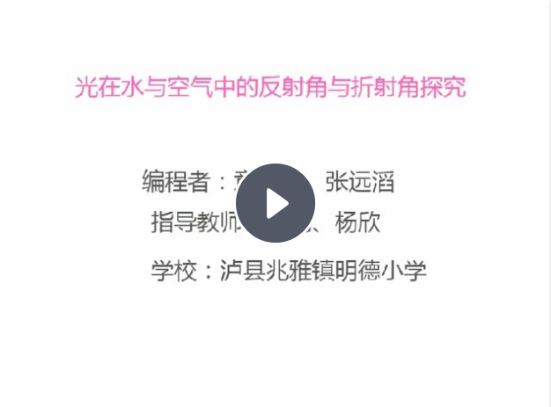 光在水与空气中的反射角与折射角探究
编程者：张远滔
指导教师、杨欣
学校：泸县兆雅镇明德小学